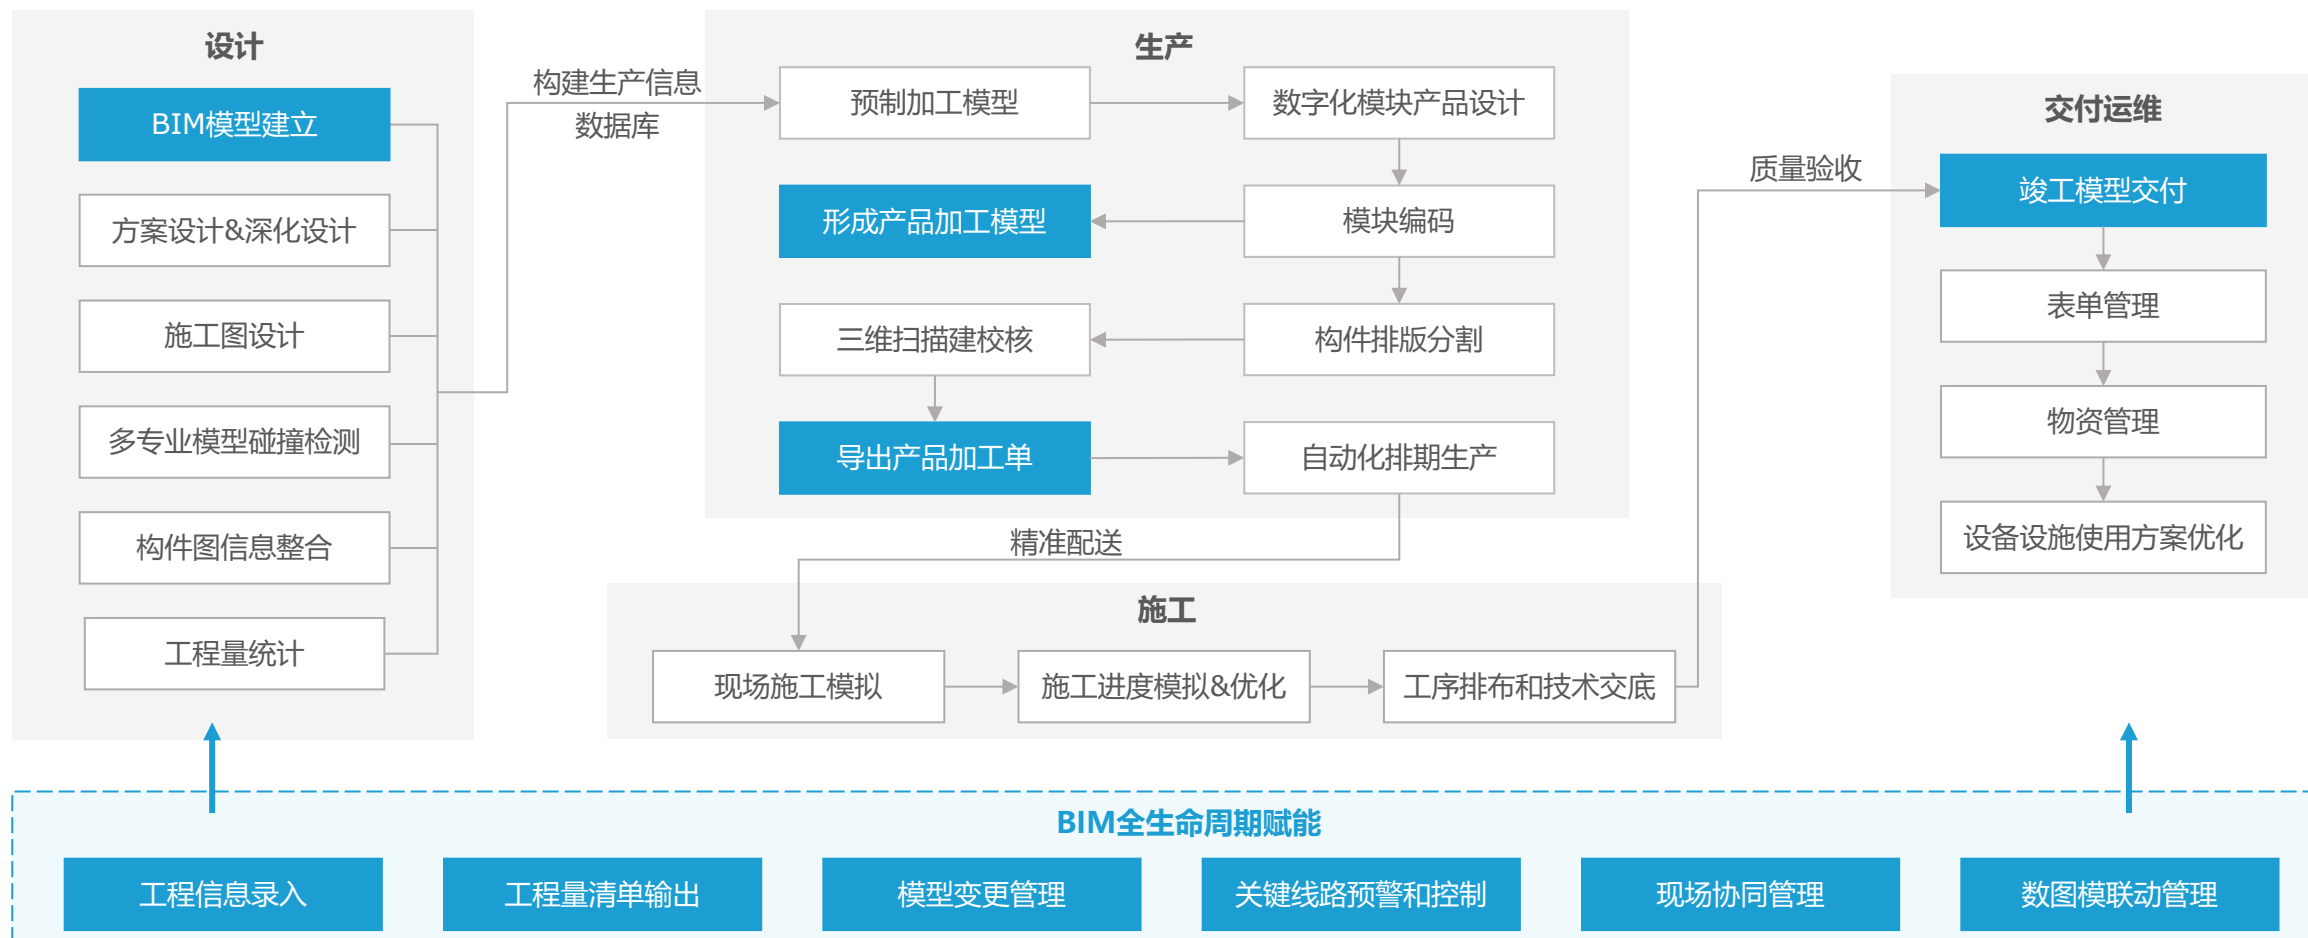 设计
BIM模型建立
方案设计&深化设计
施工图设计
多专业模型碰撞检测
构件图信息整合
工程量统计
构建生产信息
数据库
生产
预制加工模型
数字化模块产品设计
形成产品加工模型
模块编码
三维扫描建校核
构件排版分割
导出产品加工单
自动化排期生产
精准配送
施工
现场施工模拟
施工进度模拟&优化
工序排布和技术交底
质量验收
交付运维
竣工模型交付
表单管理
物资管理
设备设施使用方案优化
BIM全生命周期赋能
工程信息录入
工程量清单输出
模型变更管理
关键线路预警和控制
现场协同管理
数图模联动管理